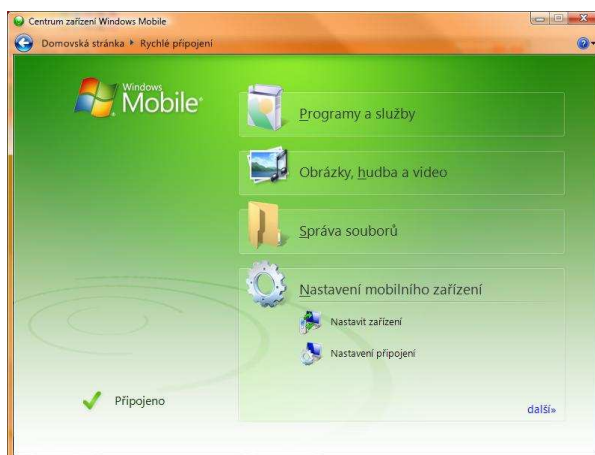 Centrum zařízení Windows Mobile
Domovská stránka ▸ Rychlé připojení
Windows
Mobile
Programy a služby
Obrázky, hudba a video
Správa souborů
Nastavení mobilního zařízení
Nastavit zařízení
Nastavení připojení
Připojeno
další»